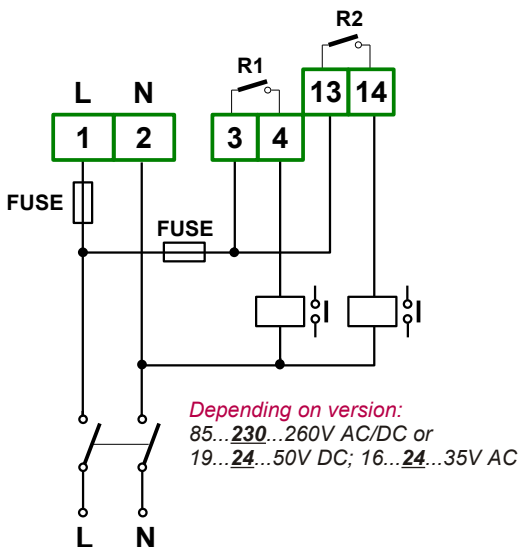 R2
R1
L N
13 14
1 2 3 4
FUSE
FUSE
Depending on version:
85...230...260V AC/DC or
19...24...50V DC; 16...24...35V AC
L N